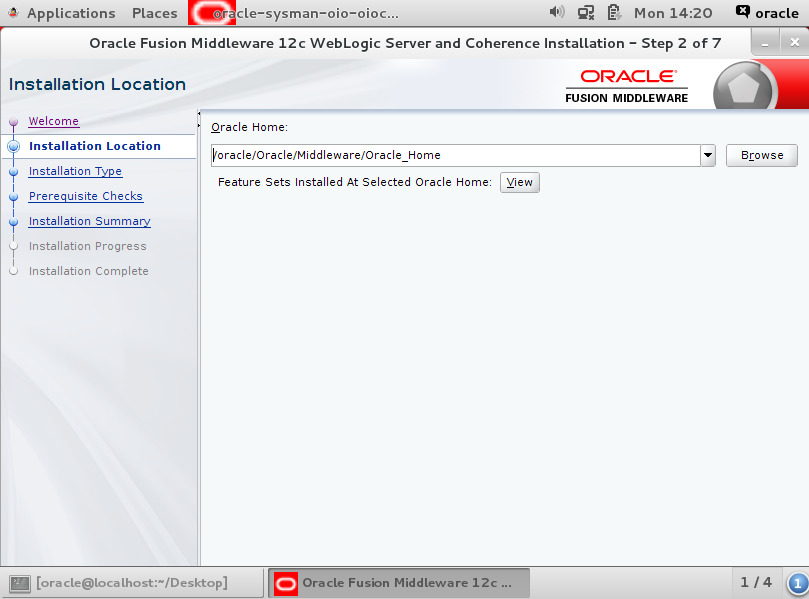 Applications Places oracle-sysman-oio-oioc... Mon 14:20 oracle
Oracle Fusion Middleware 12c WebLogic Server and Coherence Installation - Step 2 of 7
Installation Location
ORACLE
FUSION MIDDLEWARE
Welcome
Installation Location
Installation Type
Prerequisite Checks
Installation Summary
Installation Progress
Installation Complete
Oracle Home:
/oracle/Oracle/Middleware/Oracle_Home
Browse
Feature Sets Installed At Selected Oracle Home: View
[oracle@localhost:~/Desktop] Oracle Fusion Middleware 12c ... 1 / 4 1